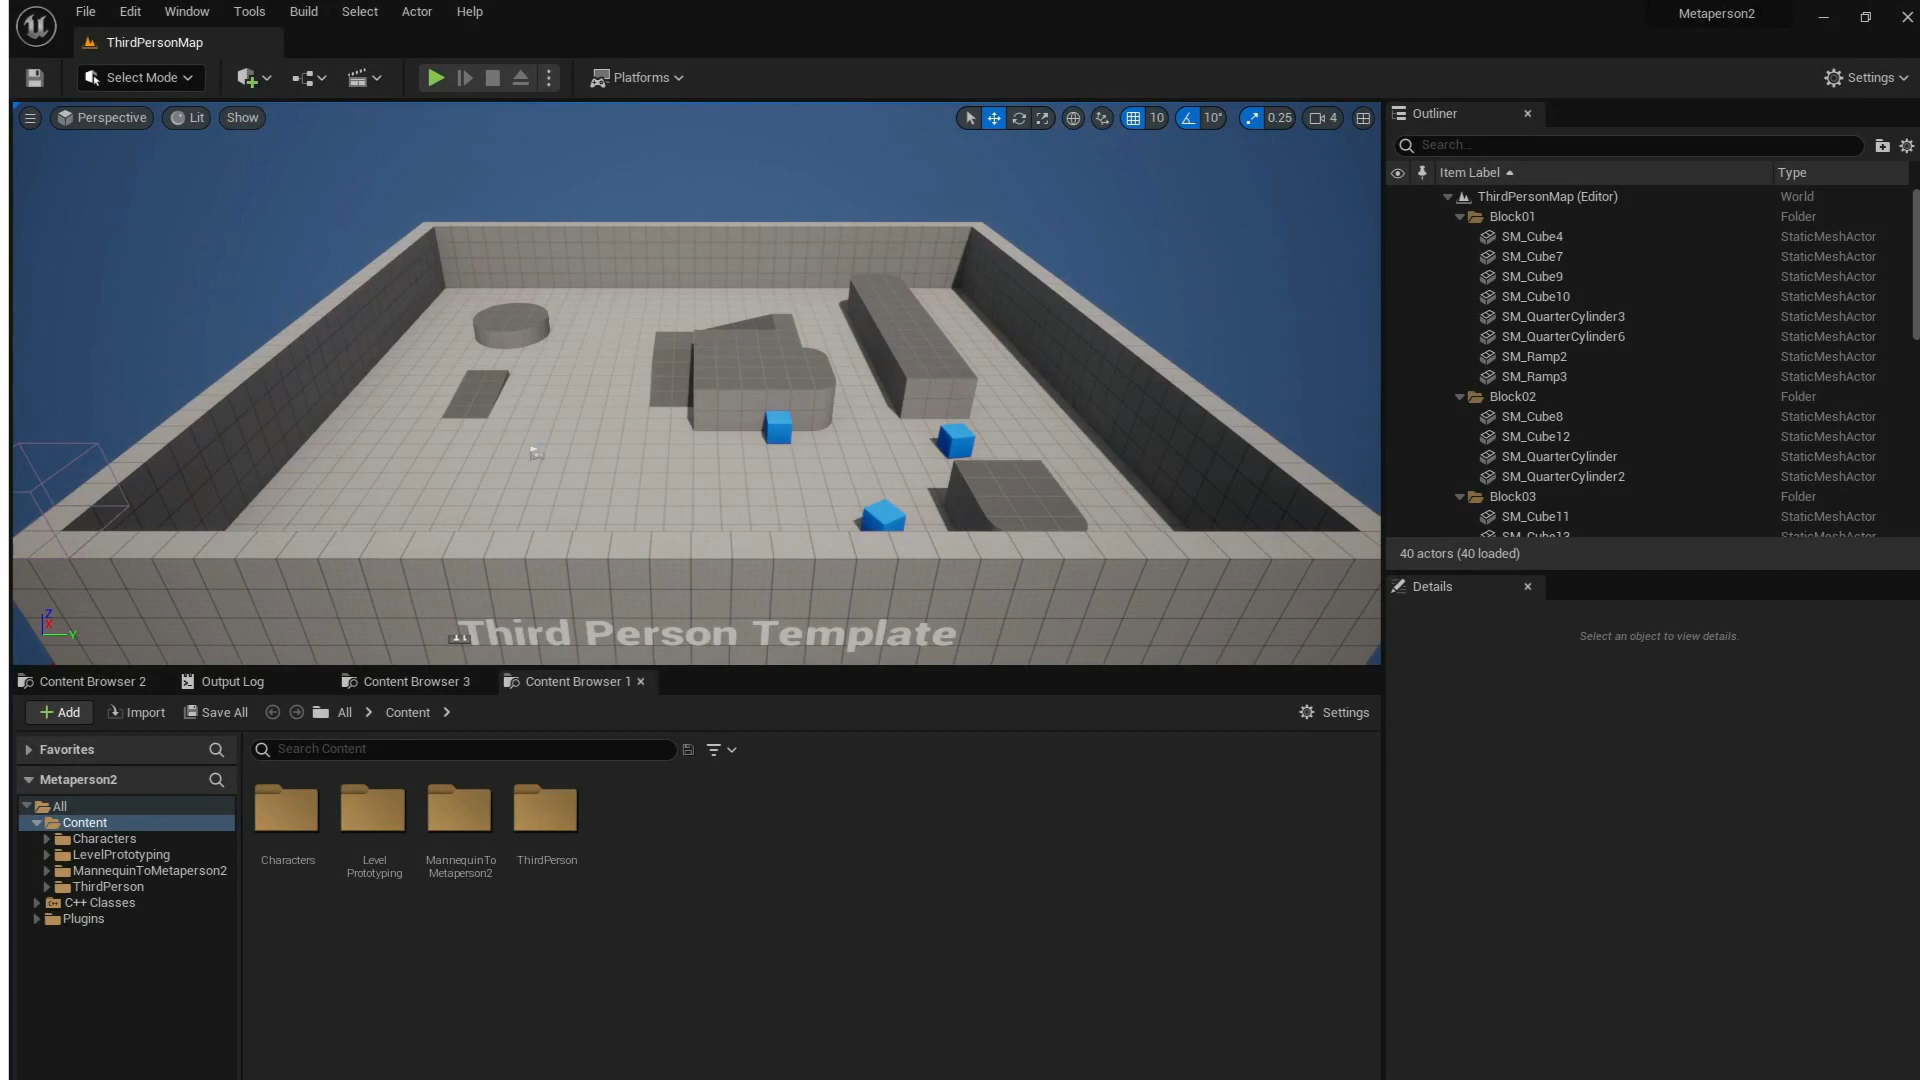 File Edit Window Tools Build Select Actor Help
Metaperson2
ThirdPersonMap
Select Mode
Platforms
Settings
Perspective Lit Show
10 10° 0.25 4
Third Person Template
Z
X
Y
Outliner
Search...
Item Label Type
ThirdPersonMap (Editor) World
Block01 Folder
SM_Cube4 StaticMeshActor
SM_Cube7 StaticMeshActor
SM_Cube9 StaticMeshActor
SM_Cube10 StaticMeshActor
SM_QuarterCylinder3 StaticMeshActor
SM_QuarterCylinder6 StaticMeshActor
SM_Ramp2 StaticMeshActor
SM_Ramp3 StaticMeshActor
Block02 Folder
SM_Cube8 StaticMeshActor
SM_Cube12 StaticMeshActor
SM_QuarterCylinder StaticMeshActor
SM_QuarterCylinder2 StaticMeshActor
Block03 Folder
SM_Cube11 StaticMeshActor
SM_Cube13 StaticMeshActor
40 actors (40 loaded)
Details
Select an object to view details.
Content Browser 2 Output Log Content Browser 3 Content Browser 1
Add Import Save All All Content Settings
Favorites
Search Content
Metaperson2
All
Content
Characters
LevelPrototyping
MannequinToMetaperson2
ThirdPerson
C++ Classes
Plugins
Characters
Level
Prototyping
MannequinTo
Metaperson2
ThirdPerson